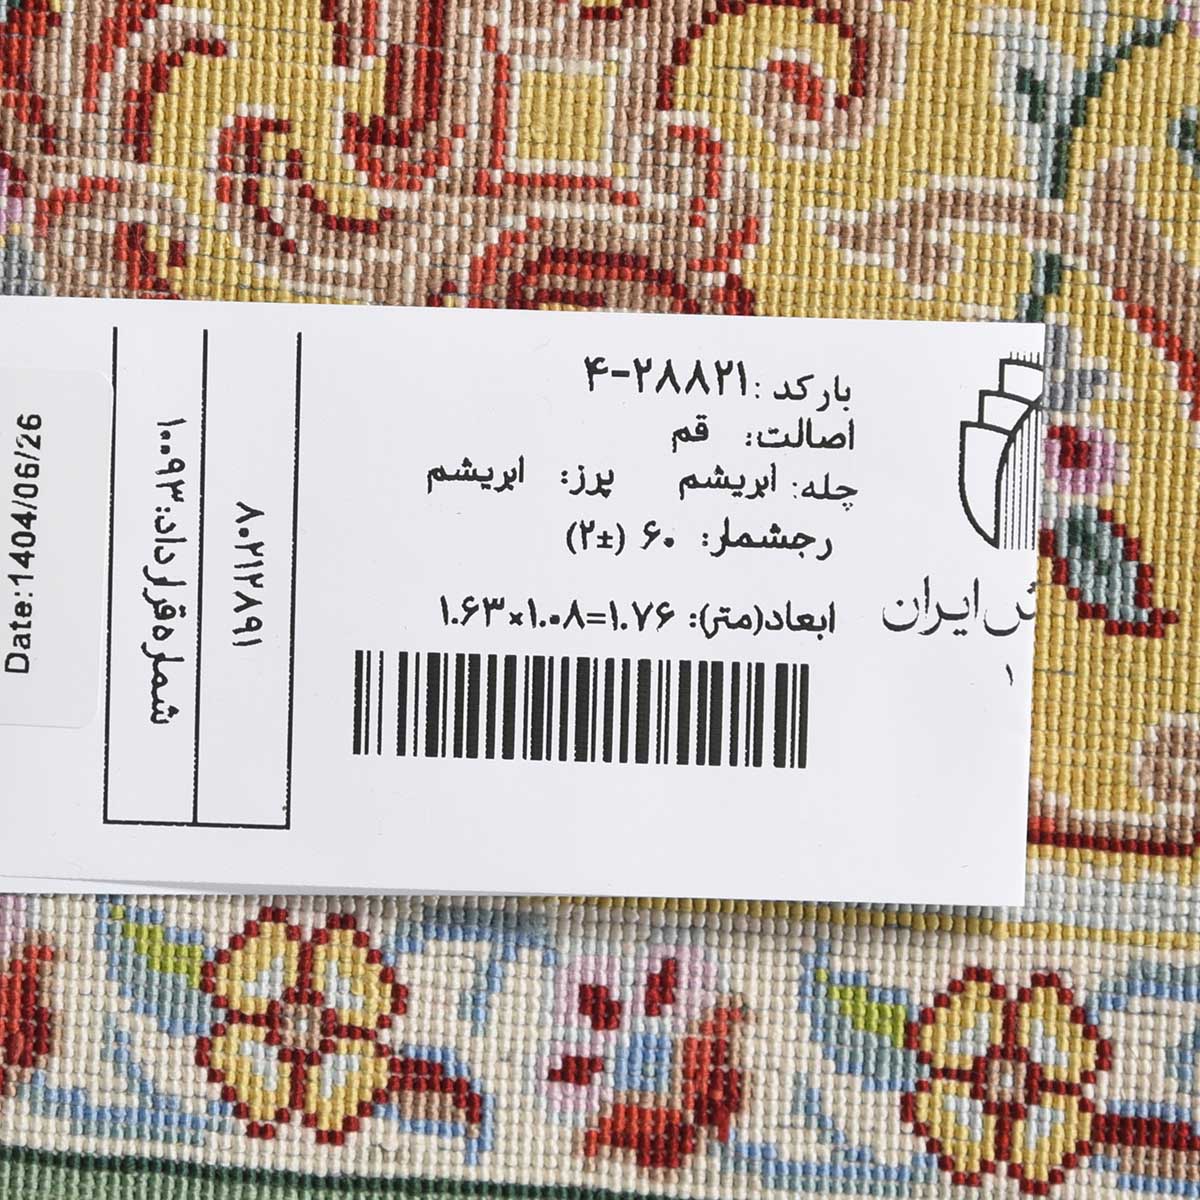 بارکد: ۴-۲۸۸۲۱
اصالت: قم
چله: ابریشم پرز: ابریشم
رجشمار: ۶۰ (±۲)
ابعاد(متر): ۱.۶۳×۱.۰۸=۱.۷۶
ش ایران
۱
۸۰۲۱۲۸۹۱
شماره قرارداد: ۱۰۰۹۳
Date:1404/06/26